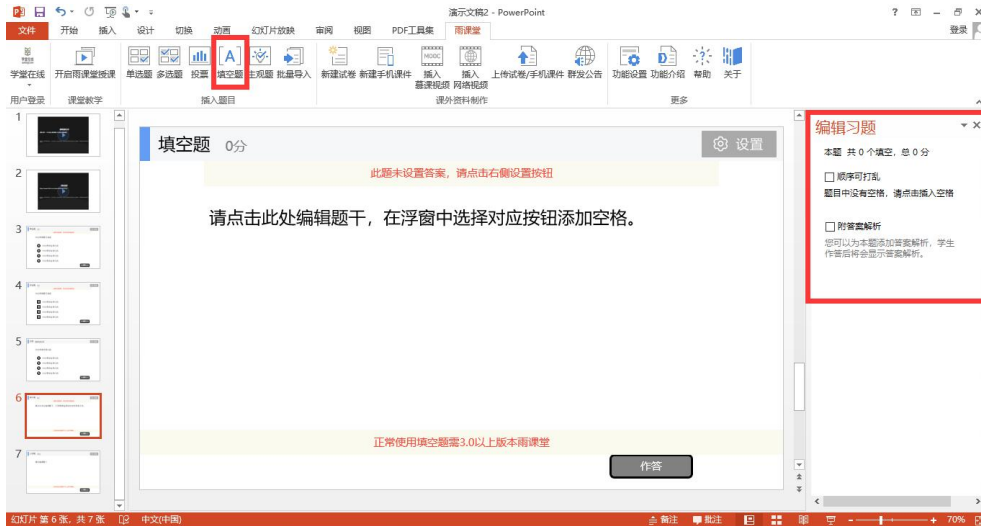 演示文稿2 - PowerPoint
文件 开始 插入 设计 切换 动画 幻灯片放映 审阅 视图 PDF工具集 雨课堂 登录
学堂在线 开启雨课堂授课 单选题 多选题 投票 填空题 主观题 批量导入 新建试卷 新建手机课件 插入 慕课视频 插入 网络视频 上传试卷/手机课件 群发公告 功能设置 功能介绍 帮助 关于
用户登录 课堂教学 插入题目 课外资料制作 更多
1
2
3
4
5
6
7
填空题 0分 设置
此题未设置答案，请点击右侧设置按钮
请点击此处编辑题干，在浮窗中选择对应按钮添加空格。
正常使用填空题需3.0以上版本雨课堂
作答
编辑习题
本题 共 0 个填空，总 0 分
顺序可打乱
题目中没有空格，请点击插入空格
附答案解析
您可以为本题添加答案解析，学生
作答后将会显示答案解析。
幻灯片 第 6 张，共 7 张 中文(中国) 备注 批注 70%